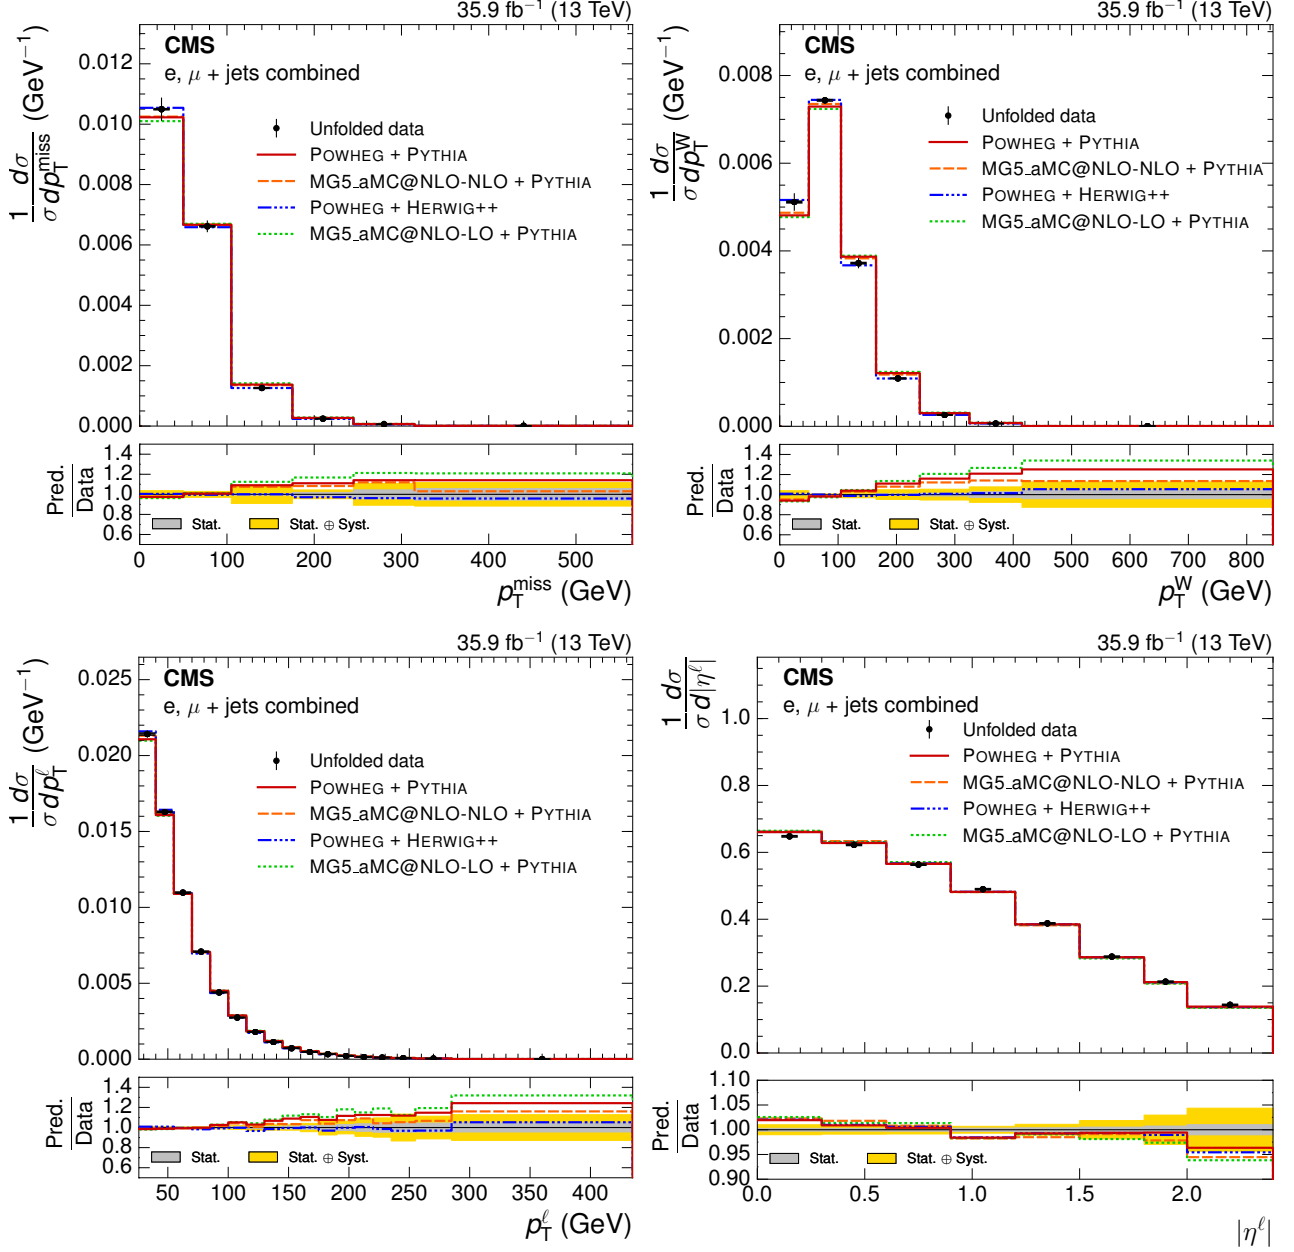 35.9 fb⁻¹ (13 TeV)
CMS
e, μ + jets combined
1/σ dσ/dp_T^miss (GeV⁻¹)
0.012
0.010
0.008
0.006
0.004
0.002
0.000
Unfolded data
POWHEG + PYTHIA
MG5_aMC@NLO-NLO + PYTHIA
POWHEG + HERWIG++
MG5_aMC@NLO-LO + PYTHIA
Pred./Data
1.4
1.2
1.0
0.8
0.6
Stat.
Stat. ⊕ Syst.
0 100 200 300 400 500
p_T^miss (GeV)
35.9 fb⁻¹ (13 TeV)
CMS
e, μ + jets combined
1/σ dσ/dp_T^W (GeV⁻¹)
0.008
0.006
0.004
0.002
0.000
Unfolded data
POWHEG + PYTHIA
MG5_aMC@NLO-NLO + PYTHIA
POWHEG + HERWIG++
MG5_aMC@NLO-LO + PYTHIA
Pred./Data
1.4
1.2
1.0
0.8
0.6
Stat.
Stat. ⊕ Syst.
0 100 200 300 400 500 600 700 800
p_T^W (GeV)
35.9 fb⁻¹ (13 TeV)
CMS
e, μ + jets combined
1/σ dσ/dp_T^ℓ (GeV⁻¹)
0.025
0.020
0.015
0.010
0.005
0.000
Unfolded data
POWHEG + PYTHIA
MG5_aMC@NLO-NLO + PYTHIA
POWHEG + HERWIG++
MG5_aMC@NLO-LO + PYTHIA
Pred./Data
1.4
1.2
1.0
0.8
0.6
Stat.
Stat. ⊕ Syst.
50 100 150 200 250 300 350 400
p_T^ℓ (GeV)
35.9 fb⁻¹ (13 TeV)
CMS
e, μ + jets combined
1/σ dσ/d|η^ℓ|
1.0
0.8
0.6
0.4
0.2
0.0
Unfolded data
POWHEG + PYTHIA
MG5_aMC@NLO-NLO + PYTHIA
POWHEG + HERWIG++
MG5_aMC@NLO-LO + PYTHIA
Pred./Data
1.10
1.05
1.00
0.95
0.90
Stat.
Stat. ⊕ Syst.
0.0 0.5 1.0 1.5 2.0
|η^ℓ|